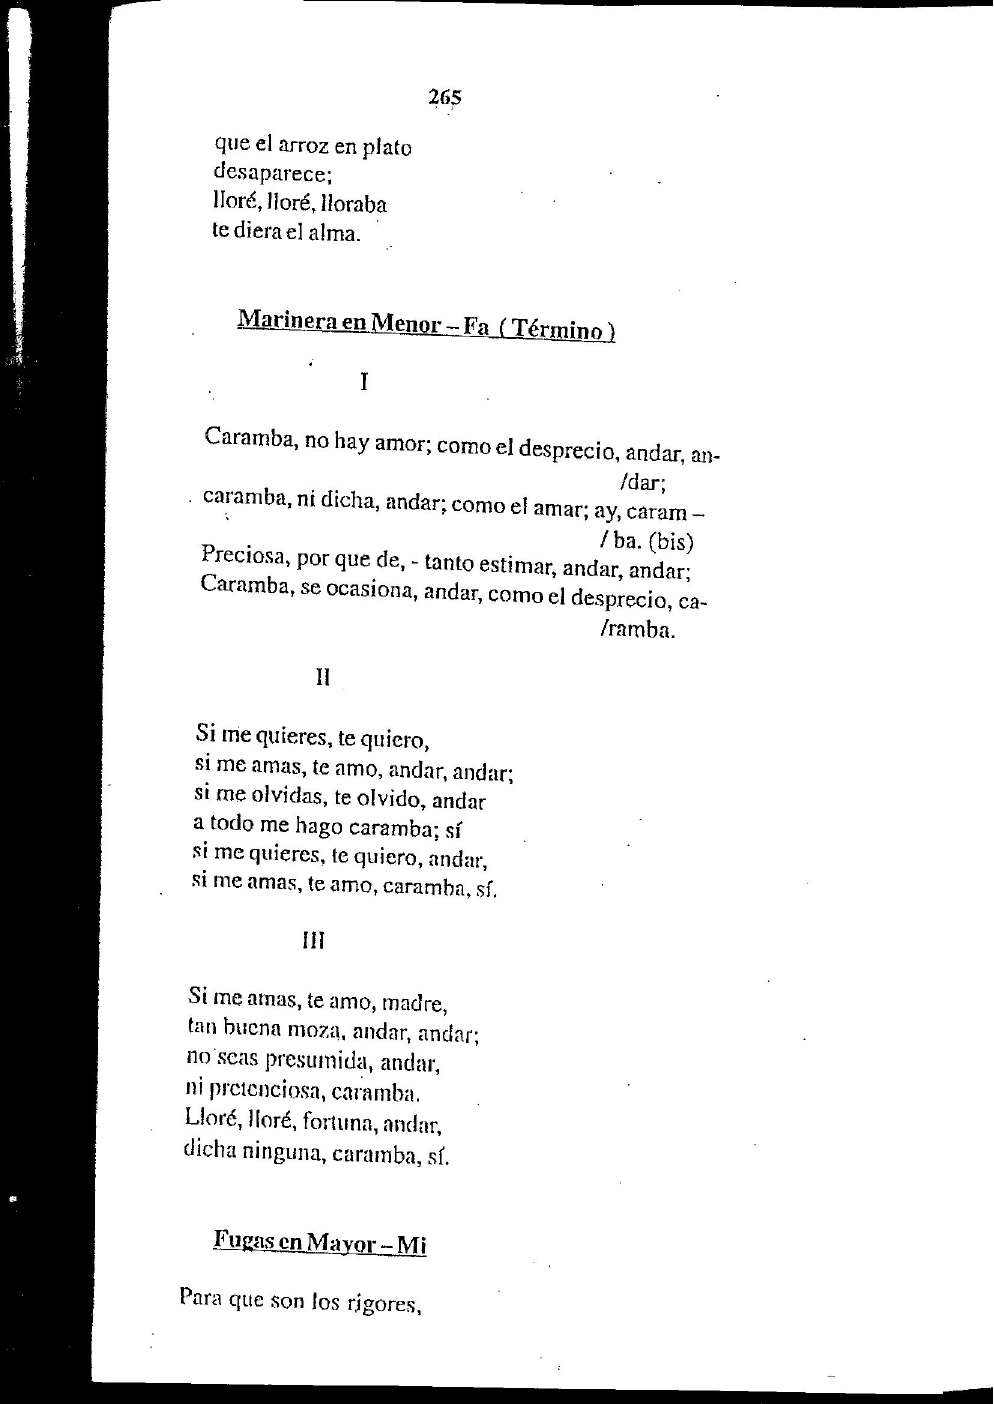 265
que el arroz en plato
desaparece;
lloré, lloré, lloraba
te diera el alma.
Marinera en Menor – Fa ( Término )
I
Caramba, no hay amor; como el desprecio, andar, an-
/dar;
caramba, ni dicha, andar; como el amar; ay, caram –
/ ba. (bis)
Preciosa, por que de, - tanto estimar, andar, andar;
Caramba, se ocasiona, andar, como el desprecio, ca-
/ramba.
II
Si me quieres, te quiero,
si me amas, te amo, andar, andar;
si me olvidas, te olvido, andar
a todo me hago caramba; sí
si me quieres, te quiero, andar,
si me amas, te amo, caramba, sí.
III
Si me amas, te amo, madre,
tan buena moza, andar, andar;
no seas presumida, andar,
ni pretenciosa, caramba.
Lloré, lloré, fortuna, andar,
dicha ninguna, caramba, sí.
Fugas en Mayor – Mi
Para que son los rigores,